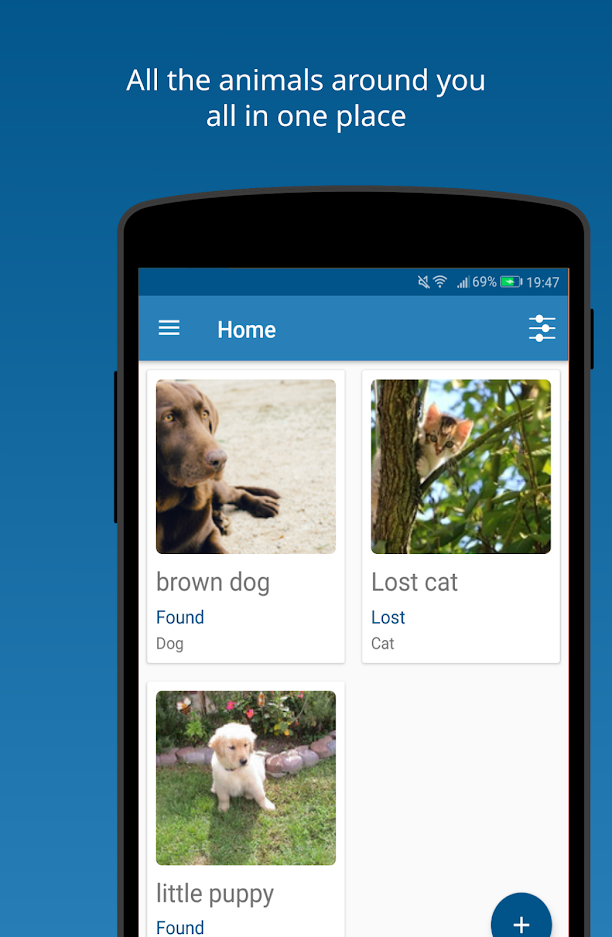 All the animals around you
all in one place
69% 19:47
Home
brown dog
Found
Dog
Lost cat
Lost
Cat
little puppy
Found